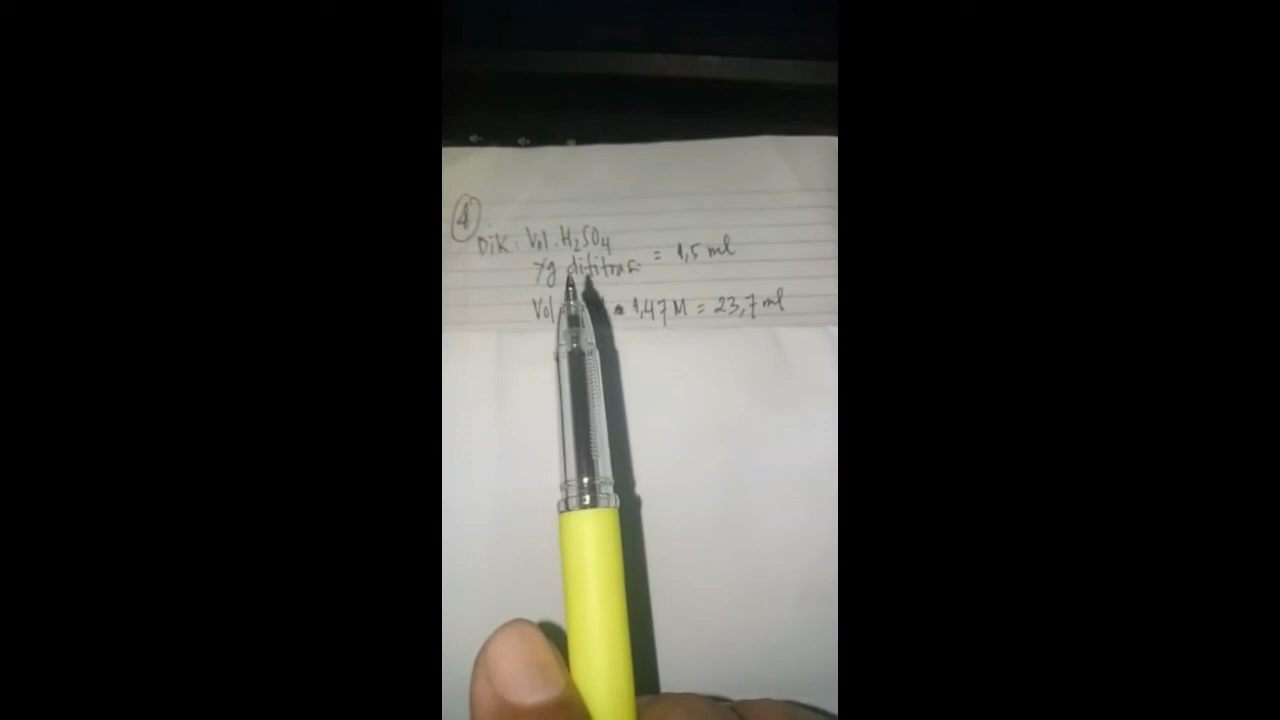 4
Dik : Vol. H₂SO₄
yg dititrasi = 1,5 ml
Vol 1,47 M = 23,7 ml